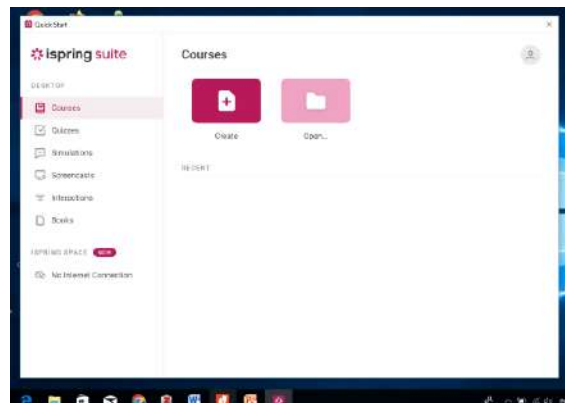 QuickStart
ispring suite
Courses
DESKTOP
Courses
Quizzes
Simulations
Screencasts
Interactions
Books
Create
Open...
RECENT
ISPRING SPACE NEW
No Internet Connection